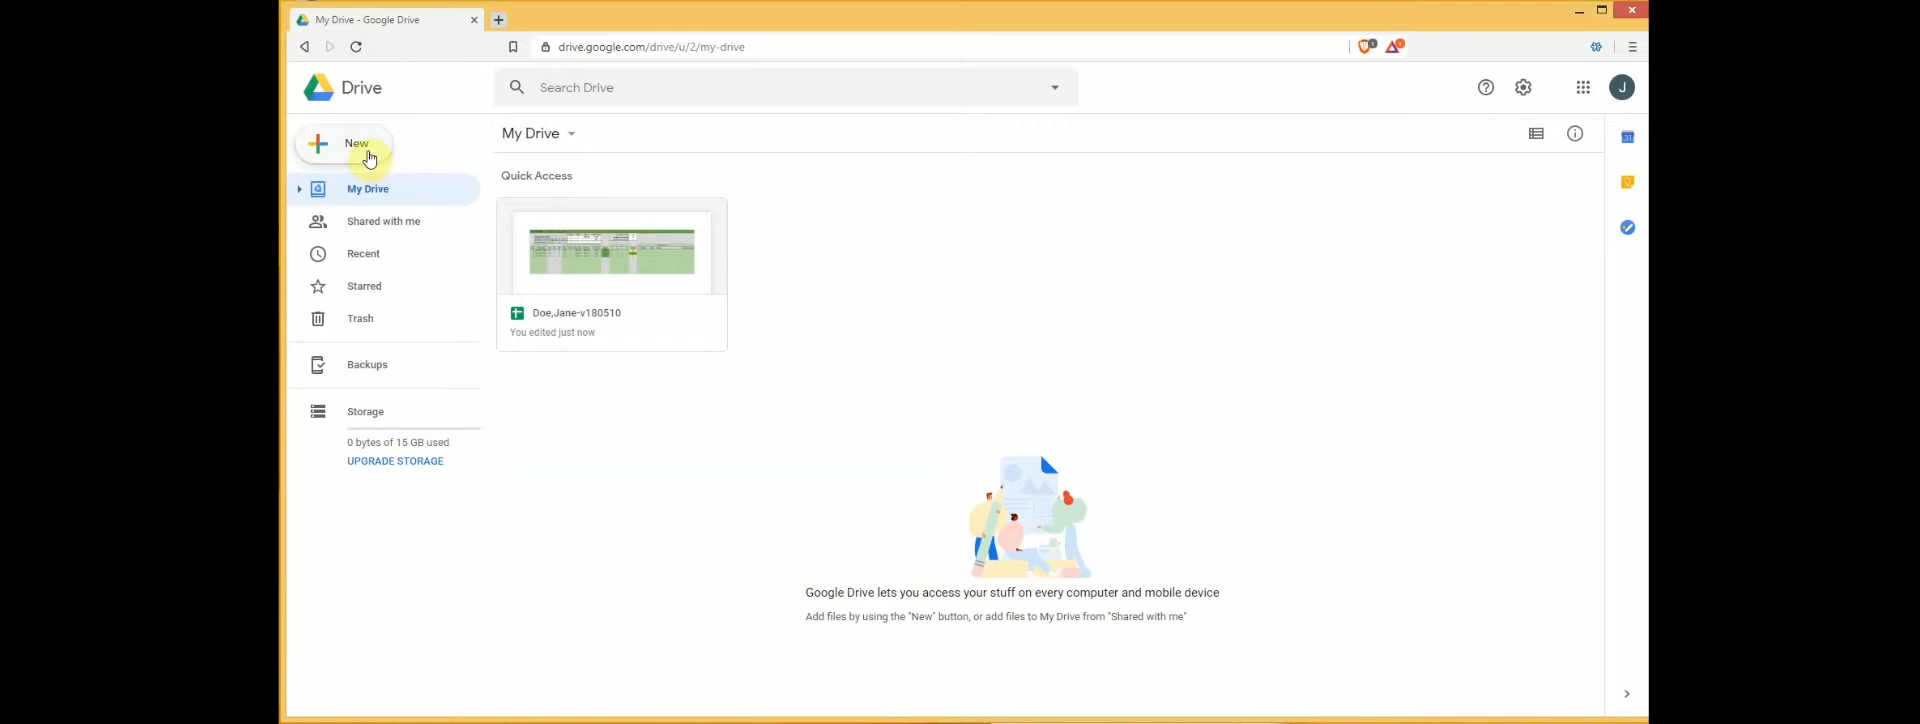 My Drive - Google Drive
drive.google.com/drive/u/2/my-drive
Drive
Search Drive
J
New
My Drive
Shared with me
Recent
Starred
Trash
Backups
Storage
0 bytes of 15 GB used
UPGRADE STORAGE
My Drive
Quick Access
Doe,Jane-v180510
You edited just now
Google Drive lets you access your stuff on every computer and mobile device
Add files by using the "New" button, or add files to My Drive from "Shared with me"
31